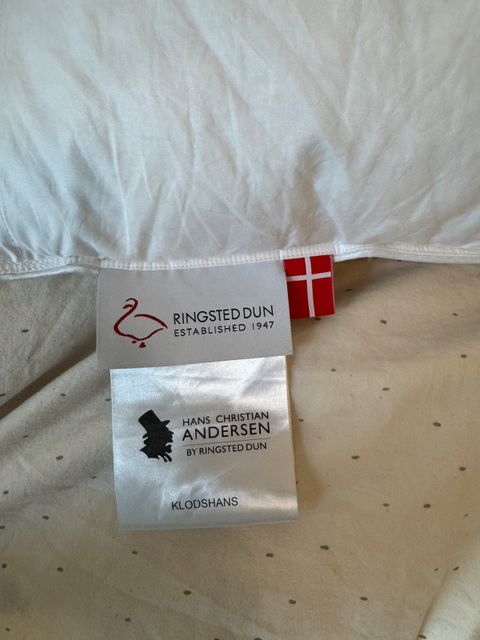 RINGSTED DUN
ESTABLISHED 1947
HANS CHRISTIAN
ANDERSEN
BY RINGSTED DUN
KLODSHANS